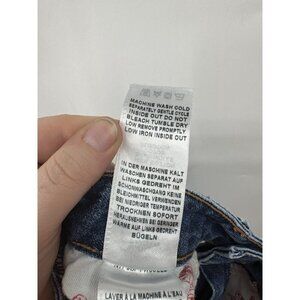 MACHINE WASH COLD
SEPARATELY GENTLE CYCLE
INSIDE OUT DO NOT
BLEACH TUMBLE DRY
LOW REMOVE PROMPTLY
LOW IRON INSIDE OUT
IN DER MASCHINE KALT
WASCHEN SEPARAT AUF
LINKS GEDREHT IM
SCHONWASCHGANG KEINE
BLEICHMITTEL VERWENDEN
BEI NIEDRIGER TEMPERATUR
TROCKNEN SOFORT
HERAUSNEHMEN BEI GERINGER
WÄRME AUF LINKS GEDREHT
BÜGELN
LAVER À LA MACHINE À L'EAU